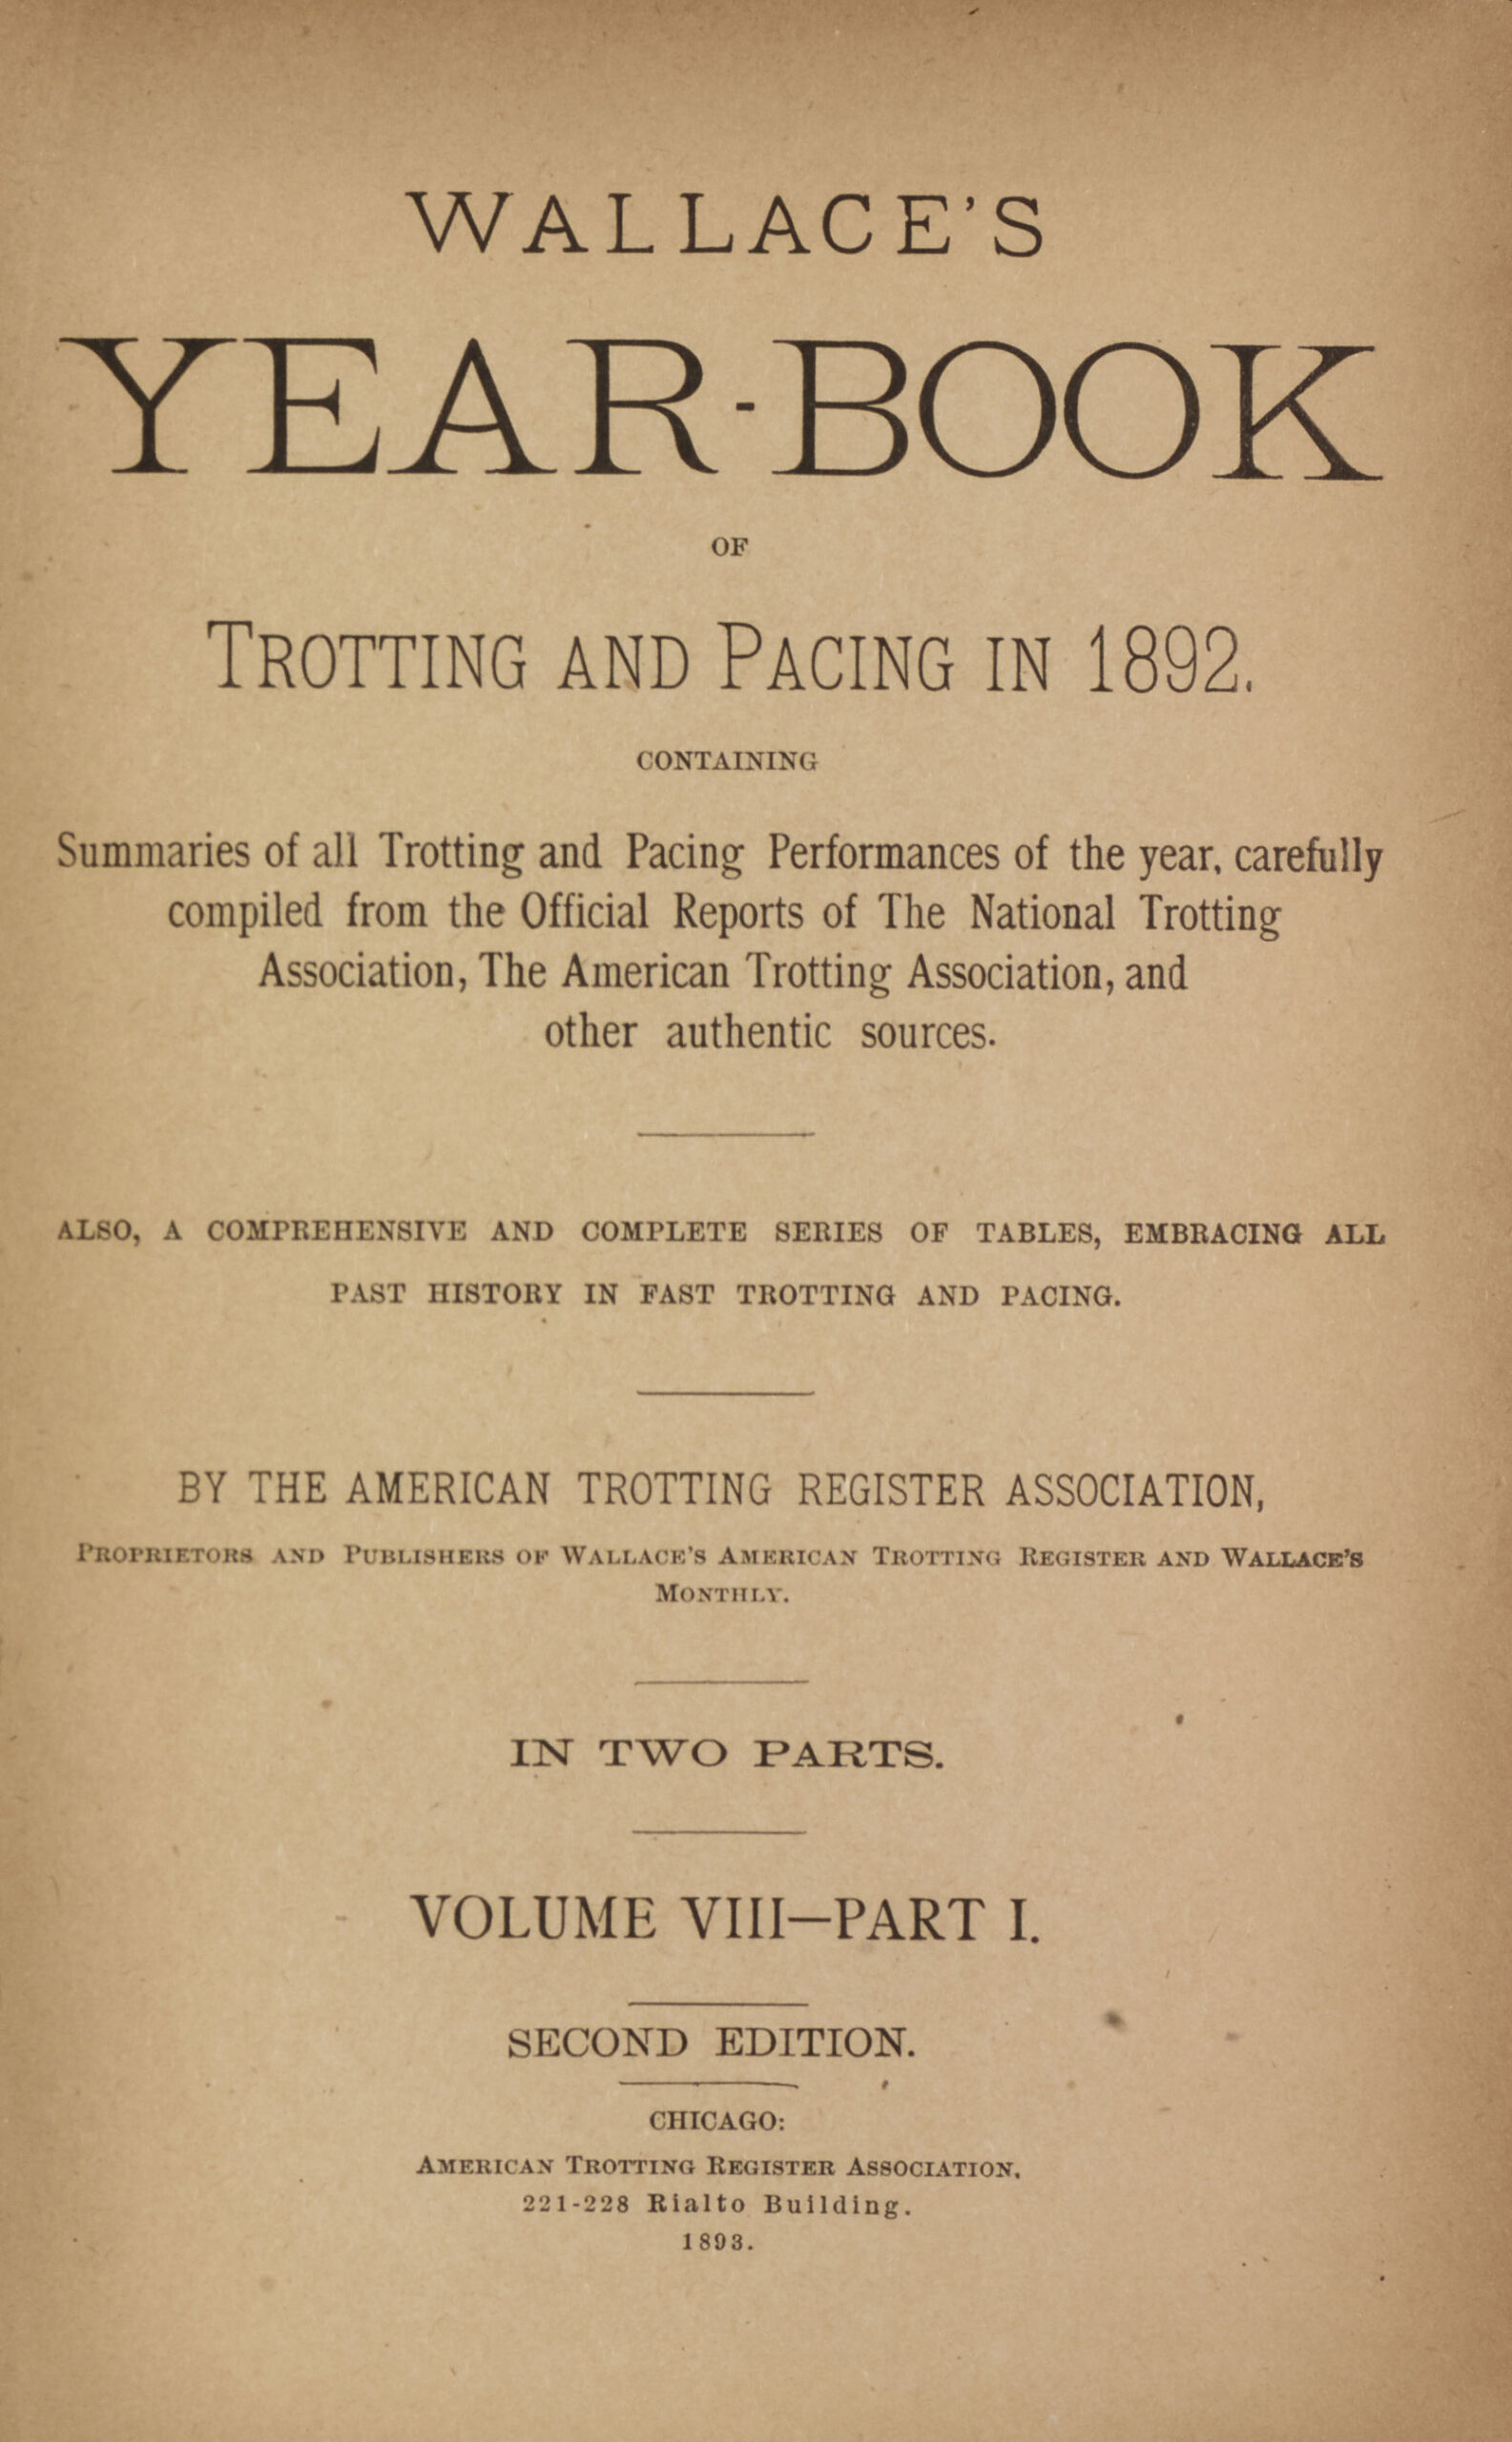 WALLACE'S
YEAR-BOOK
OF
TROTTING AND PACING IN 1892.
CONTAINING
Summaries of all Trotting and Pacing Performances of the year, carefully
compiled from the Official Reports of The National Trotting
Association, The American Trotting Association, and
other authentic sources.
ALSO, A COMPREHENSIVE AND COMPLETE SERIES OF TABLES, EMBRACING ALL
PAST HISTORY IN FAST TROTTING AND PACING.
BY THE AMERICAN TROTTING REGISTER ASSOCIATION,
PROPRIETORS AND PUBLISHERS OF WALLACE'S AMERICAN TROTTING REGISTER AND WALLACE'S
MONTHLY.
IN TWO PARTS.
VOLUME VIII—PART I.
SECOND EDITION.
CHICAGO:
AMERICAN TROTTING REGISTER ASSOCIATION.
221-228 Rialto Building.
1893.